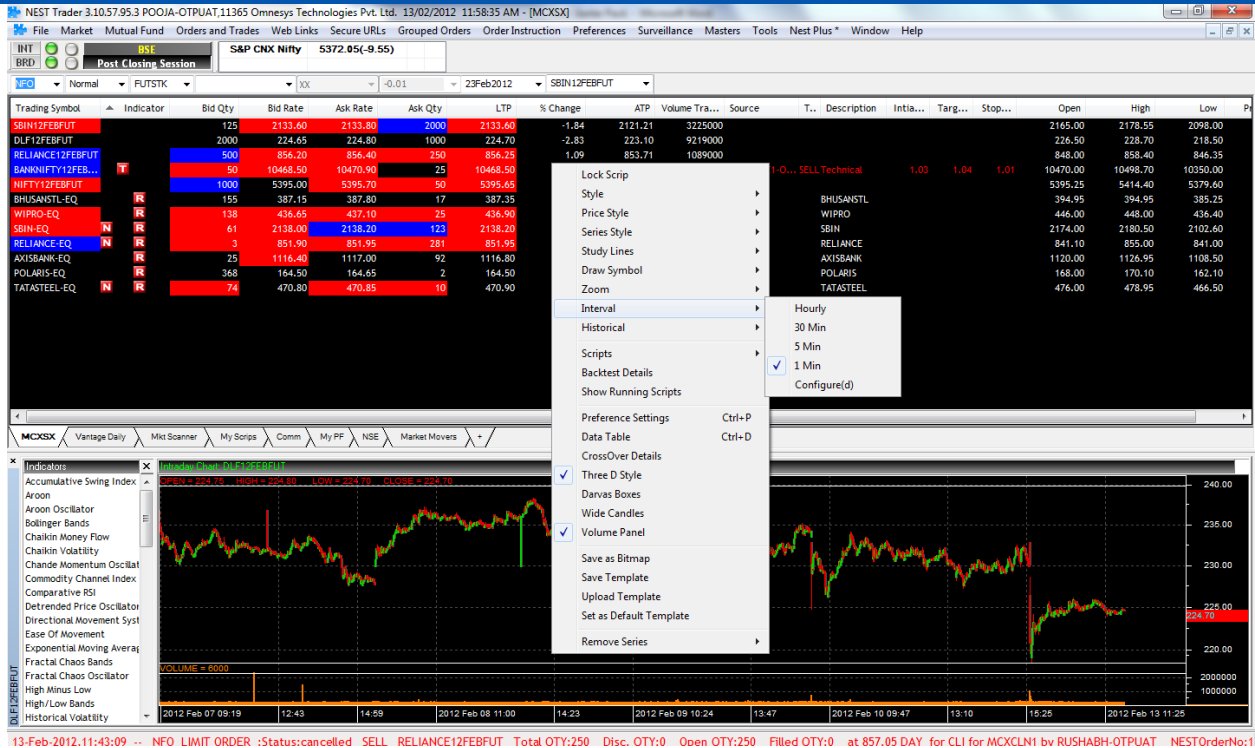 NEST Trader 3.10.57.95.3 POOJA-OTPUAT,11365 Omnesys Technologies Pvt. Ltd. 13/02/2012 11:58:35 AM - [MCXSX]
File Market Mutual Fund Orders and Trades Web Links Secure URLs Grouped Orders Order Instruction Preferences Surveillance Masters Tools Nest Plus * Window Help
INT BSE S&P CNX Nifty 5372.05(-9.55)
BRD Post Closing Session
NFO Normal FUTSTK XX -0.01 23Feb2012 SBIN12FEBFUT
Trading Symbol Indicator Bid Qty Bid Rate Ask Rate Ask Qty LTP % Change ATP Volume Tra... Source T.. Description Intia... Targ... Stop... Open High Low
SBIN12FEBFUT 125 2133.60 2133.80 2000 2133.60 -1.84 2121.21 3225000 2165.00 2178.55 2098.00
DLF12FEBFUT 2000 224.65 224.80 1000 224.70 -2.83 223.10 9219000 226.50 228.70 218.50
RELIANCE12FEBFUT 500 856.20 856.40 250 856.25 1.09 853.71 1089000 848.00 858.40 846.35
BANKNIFTY12FEB... T 50 10468.50 10470.90 25 10468.50 1-O... SELL Technical 1.03 1.04 1.01 10470.00 10498.70 10350.00
NIFTY12FEBFUT 1000 5395.00 5395.70 50 5395.65 5395.25 5414.40 5379.60
BHUSANSTL-EQ R 155 387.15 387.80 17 387.35 BHUSANSTL 394.95 394.95 385.25
WIPRO-EQ R 138 436.65 437.10 25 436.90 WIPRO 446.00 448.00 436.40
SBIN-EQ N R 61 2138.00 2138.20 123 2138.20 SBIN 2174.00 2180.50 2102.60
RELIANCE-EQ N R 3 851.90 851.95 281 851.95 RELIANCE 841.10 855.00 841.00
AXISBANK-EQ R 25 1116.40 1117.00 92 1116.80 AXISBANK 1120.00 1126.95 1108.50
POLARIS-EQ R 368 164.50 164.65 2 164.50 POLARIS 168.00 170.10 162.10
TATASTEEL-EQ N R 74 470.80 470.85 10 470.90 TATASTEEL 476.00 478.95 466.50
Lock Scrip
Style
Price Style
Series Style
Study Lines
Draw Symbol
Zoom
Interval
Historical
Scripts
Backtest Details
Show Running Scripts
Preference Settings Ctrl+P
Data Table Ctrl+D
CrossOver Details
Three D Style
Darvas Boxes
Wide Candles
Volume Panel
Save as Bitmap
Save Template
Upload Template
Set as Default Template
Remove Series
Hourly
30 Min
5 Min
1 Min
Configure(d)
MCXSX Vantage Daily Mkt Scanner My Scrips Comm My PF NSE Market Movers +
Indicators
Accumulative Swing Index
Aroon
Aroon Oscillator
Bollinger Bands
Chaikin Money Flow
Chaikin Volatility
Chande Momentum Oscillat
Commodity Channel Index
Comparative RSI
Detrended Price Oscillator
Directional Movement Syst
Ease Of Movement
Exponential Moving Averag
Fractal Chaos Bands
Fractal Chaos Oscillator
High Minus Low
High/Low Bands
Historical Volatility
DLF12FEBFUT
Intraday Chart: DLF12FEBFUT
OPEN = 224.75 HIGH = 224.80 LOW = 224.70 CLOSE = 224.70
240.00
235.00
230.00
225.00
224.70
220.00
VOLUME = 6000
2000000
1000000
2012 Feb 07 09:19 12:43 14:59 2012 Feb 08 11:00 14:23 2012 Feb 09 10:24 13:47 2012 Feb 10 09:47 13:10 15:25 2012 Feb 13 11:25
13-Feb-2012,11:43:09 -- NFO LIMIT ORDER :Status:cancelled SELL RELIANCE12FEBFUT Total QTY:250 Disc. QTY:0 Open QTY:250 Filled QTY:0 at 857.05 DAY for CLI for MCXCLN1 by RUSHABH-OTPUAT NESTOrderNo:1